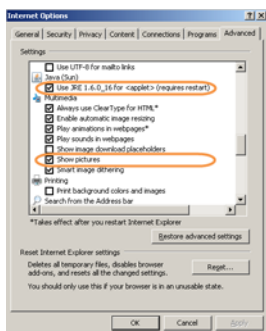 Internet Options
General
Security
Privacy
Content
Connections
Programs
Advanced
Settings
Use UTF-8 for mailto links
Java (Sun)
Use JRE 1.6.0_16 for <applet> (requires restart)
Multimedia
Always use ClearType for HTML*
Enable automatic image resizing
Play animations in webpages*
Play sounds in webpages
Show image download placeholders
Show pictures
Smart image dithering
Printing
Print background colors and images
Search from the Address bar
*Takes effect after you restart Internet Explorer
Restore advanced settings
Reset Internet Explorer settings
Deletes all temporary files, disables browser
add-ons, and resets all the changed settings.
Reset...
You should only use this if your browser is in an unusable state.
OK
Cancel
Apply